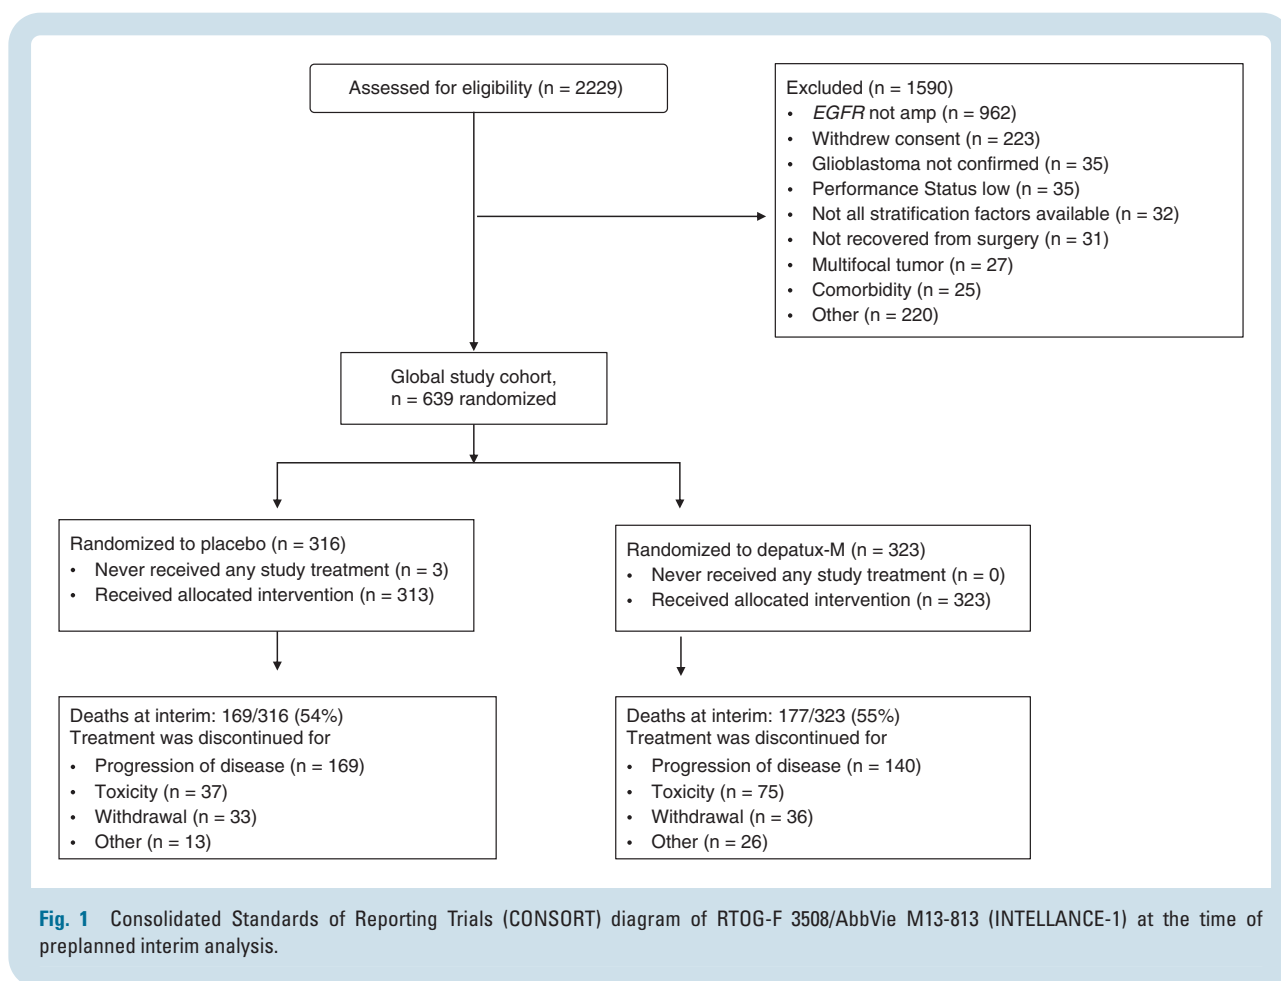 Assessed for eligibility (n = 2229)
Excluded (n = 1590)
• EGFR not amp (n = 962)
• Withdrew consent (n = 223)
• Glioblastoma not confirmed (n = 35)
• Performance Status low (n = 35)
• Not all stratification factors available (n = 32)
• Not recovered from surgery (n = 31)
• Multifocal tumor (n = 27)
• Comorbidity (n = 25)
• Other (n = 220)
Global study cohort,
n = 639 randomized
Randomized to placebo (n = 316)
• Never received any study treatment (n = 3)
• Received allocated intervention (n = 313)
Randomized to depatux-M (n = 323)
• Never received any study treatment (n = 0)
• Received allocated intervention (n = 323)
Deaths at interim: 169/316 (54%)
Treatment was discontinued for
• Progression of disease (n = 169)
• Toxicity (n = 37)
• Withdrawal (n = 33)
• Other (n = 13)
Deaths at interim: 177/323 (55%)
Treatment was discontinued for
• Progression of disease (n = 140)
• Toxicity (n = 75)
• Withdrawal (n = 36)
• Other (n = 26)
Fig. 1 Consolidated Standards of Reporting Trials (CONSORT) diagram of RTOG-F 3508/AbbVie M13-813 (INTELLANCE-1) at the time of
preplanned interim analysis.